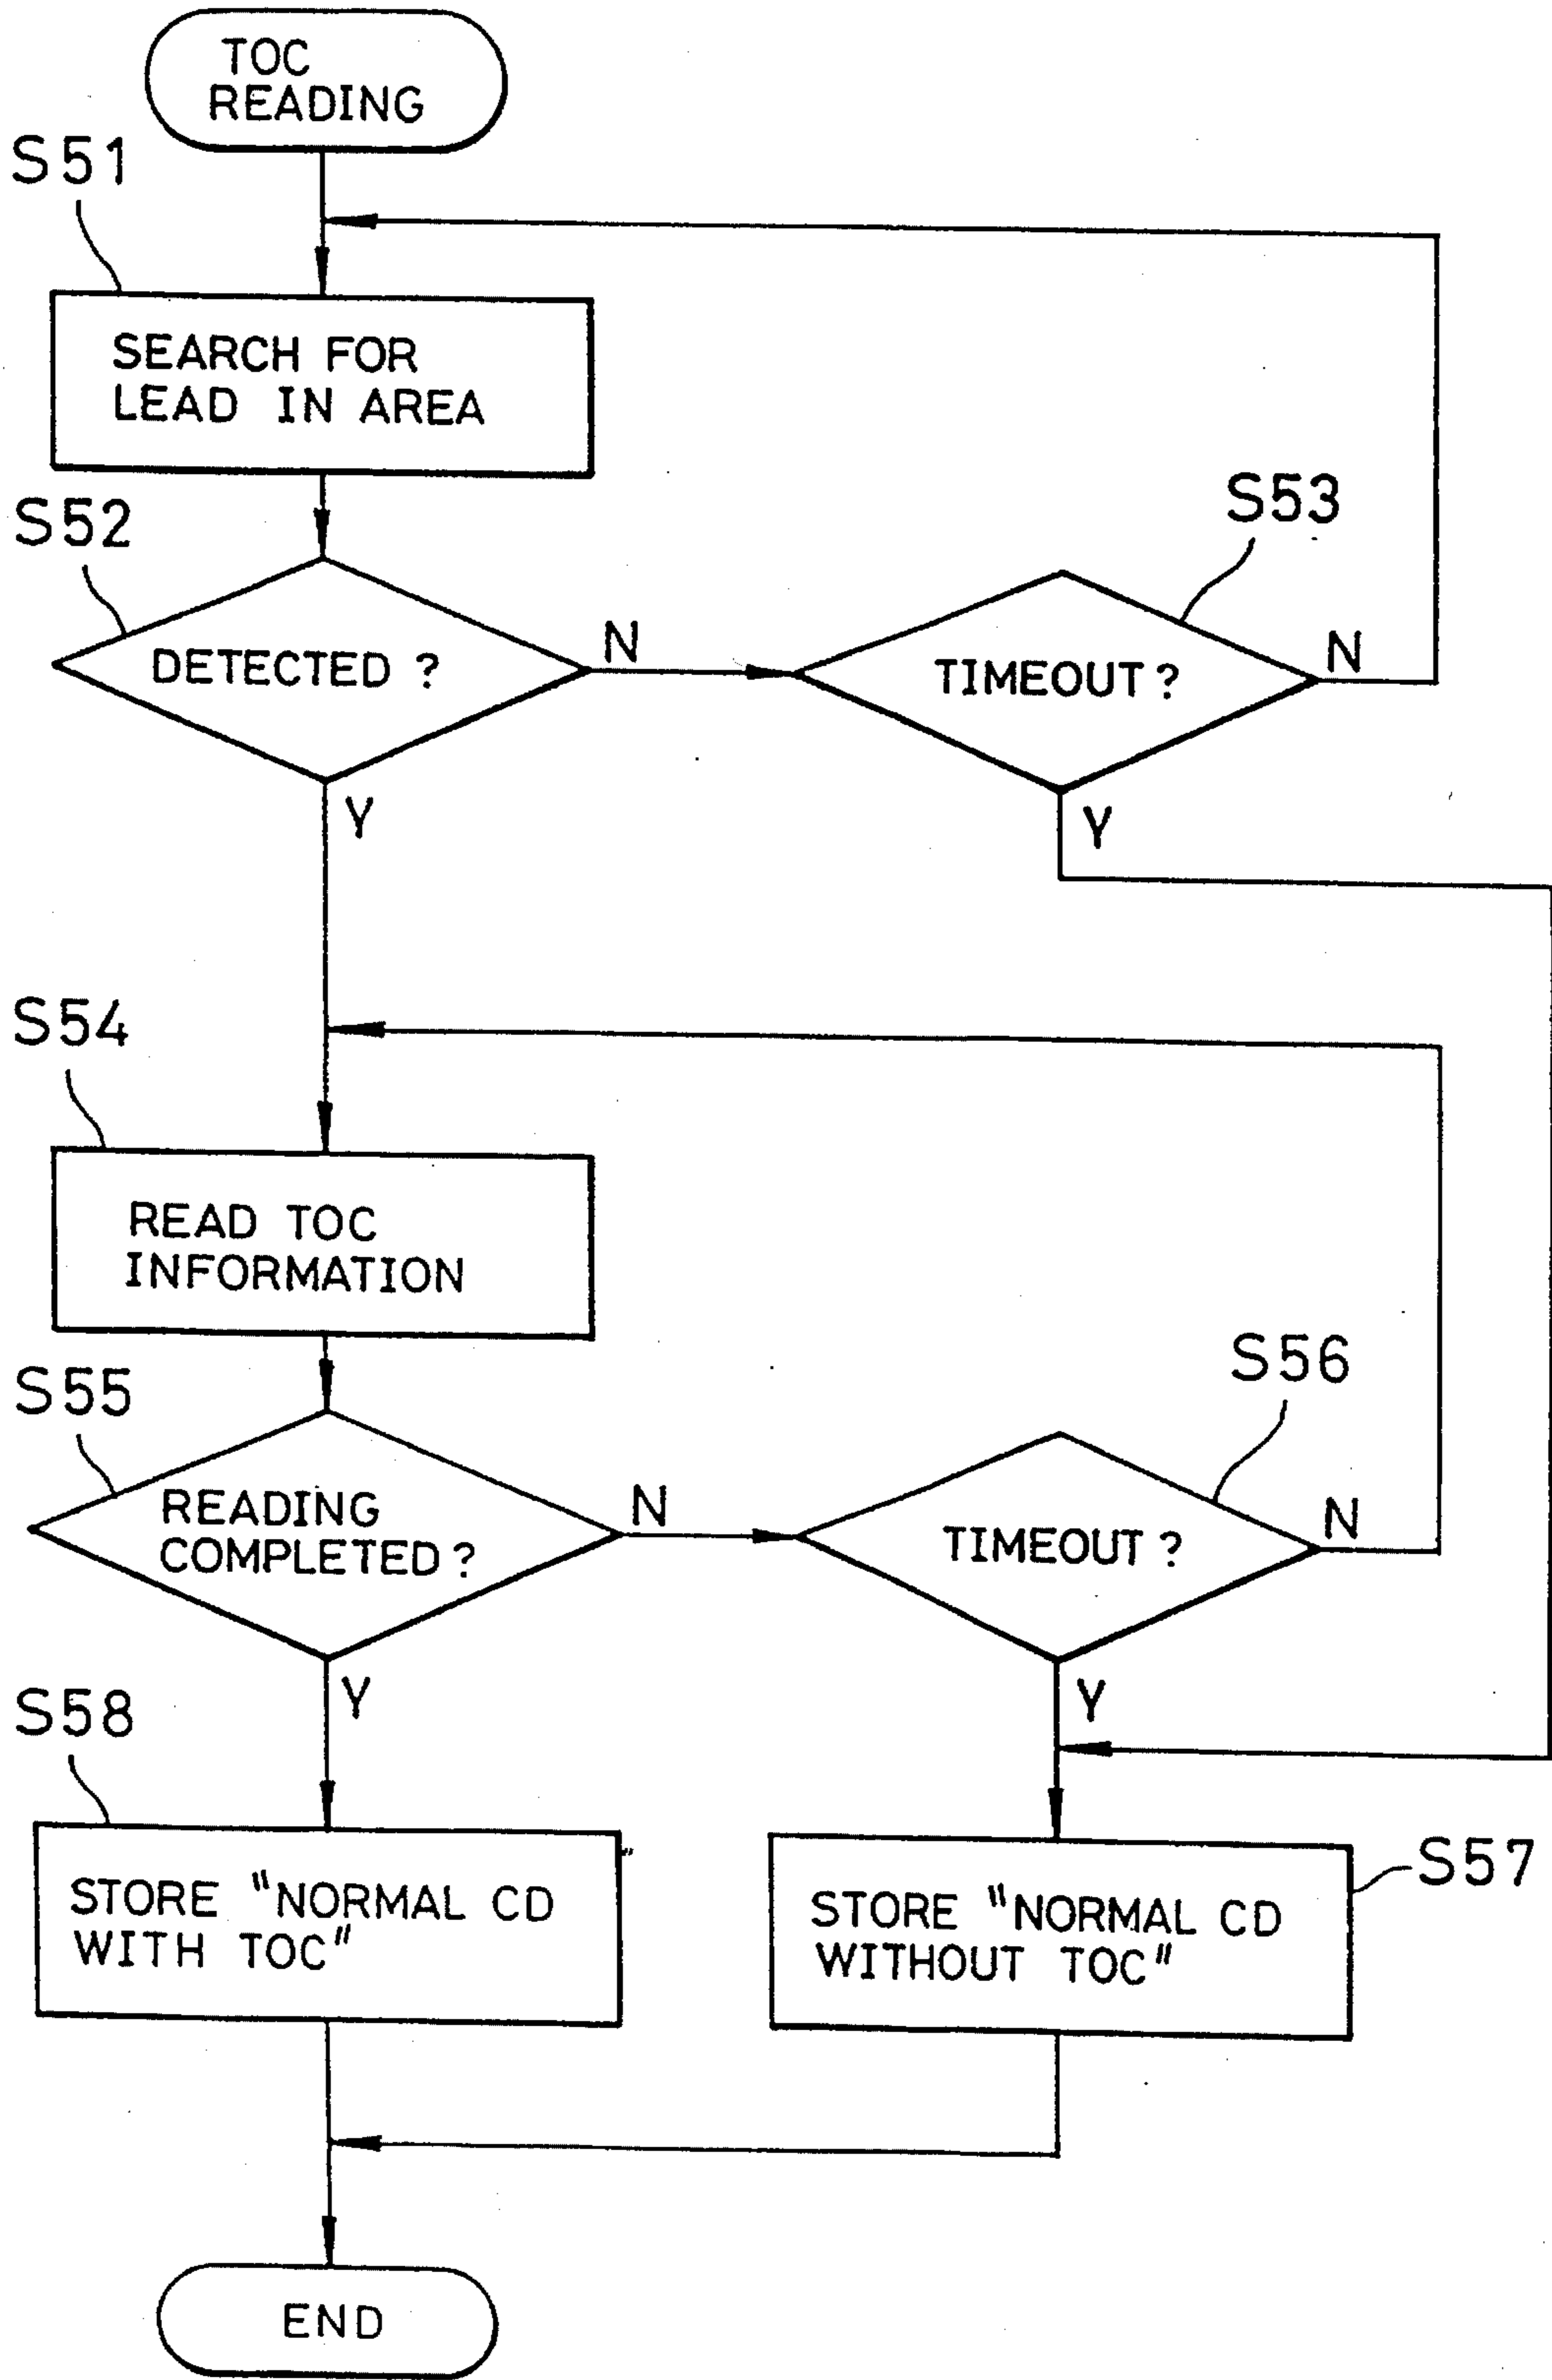 TOC
READING
S51
SEARCH FOR
LEAD IN AREA
S52
DETECTED ?
N
S53
TIMEOUT ?
N
Y
Y
S54
READ TOC
INFORMATION
S55
READING
COMPLETED ?
N
S56
TIMEOUT ?
N
Y
Y
S58
STORE "NORMAL CD
WITH TOC"
S57
STORE "NORMAL CD
WITHOUT TOC"
END